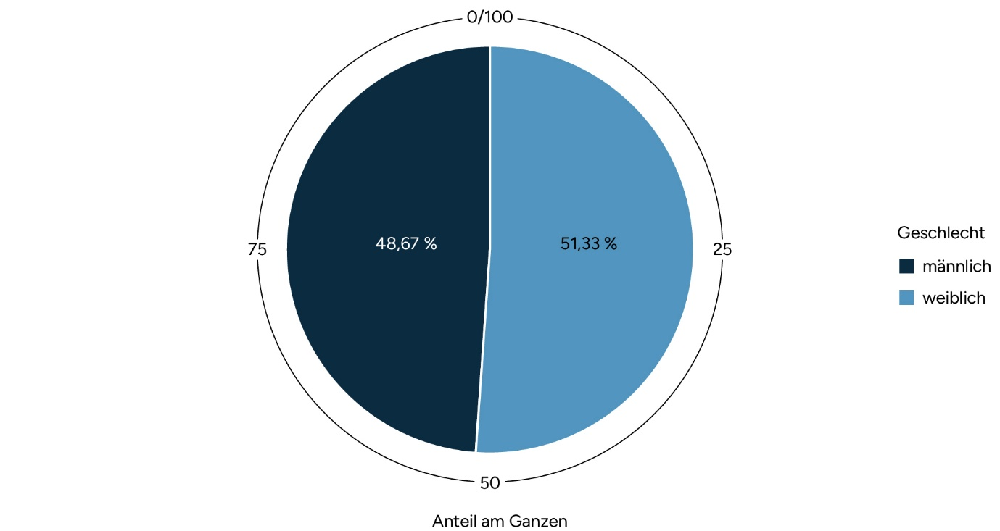 0/100
48,67 %
51,33 %
75
25
50
Anteil am Ganzen
Geschlecht
männlich
weiblich